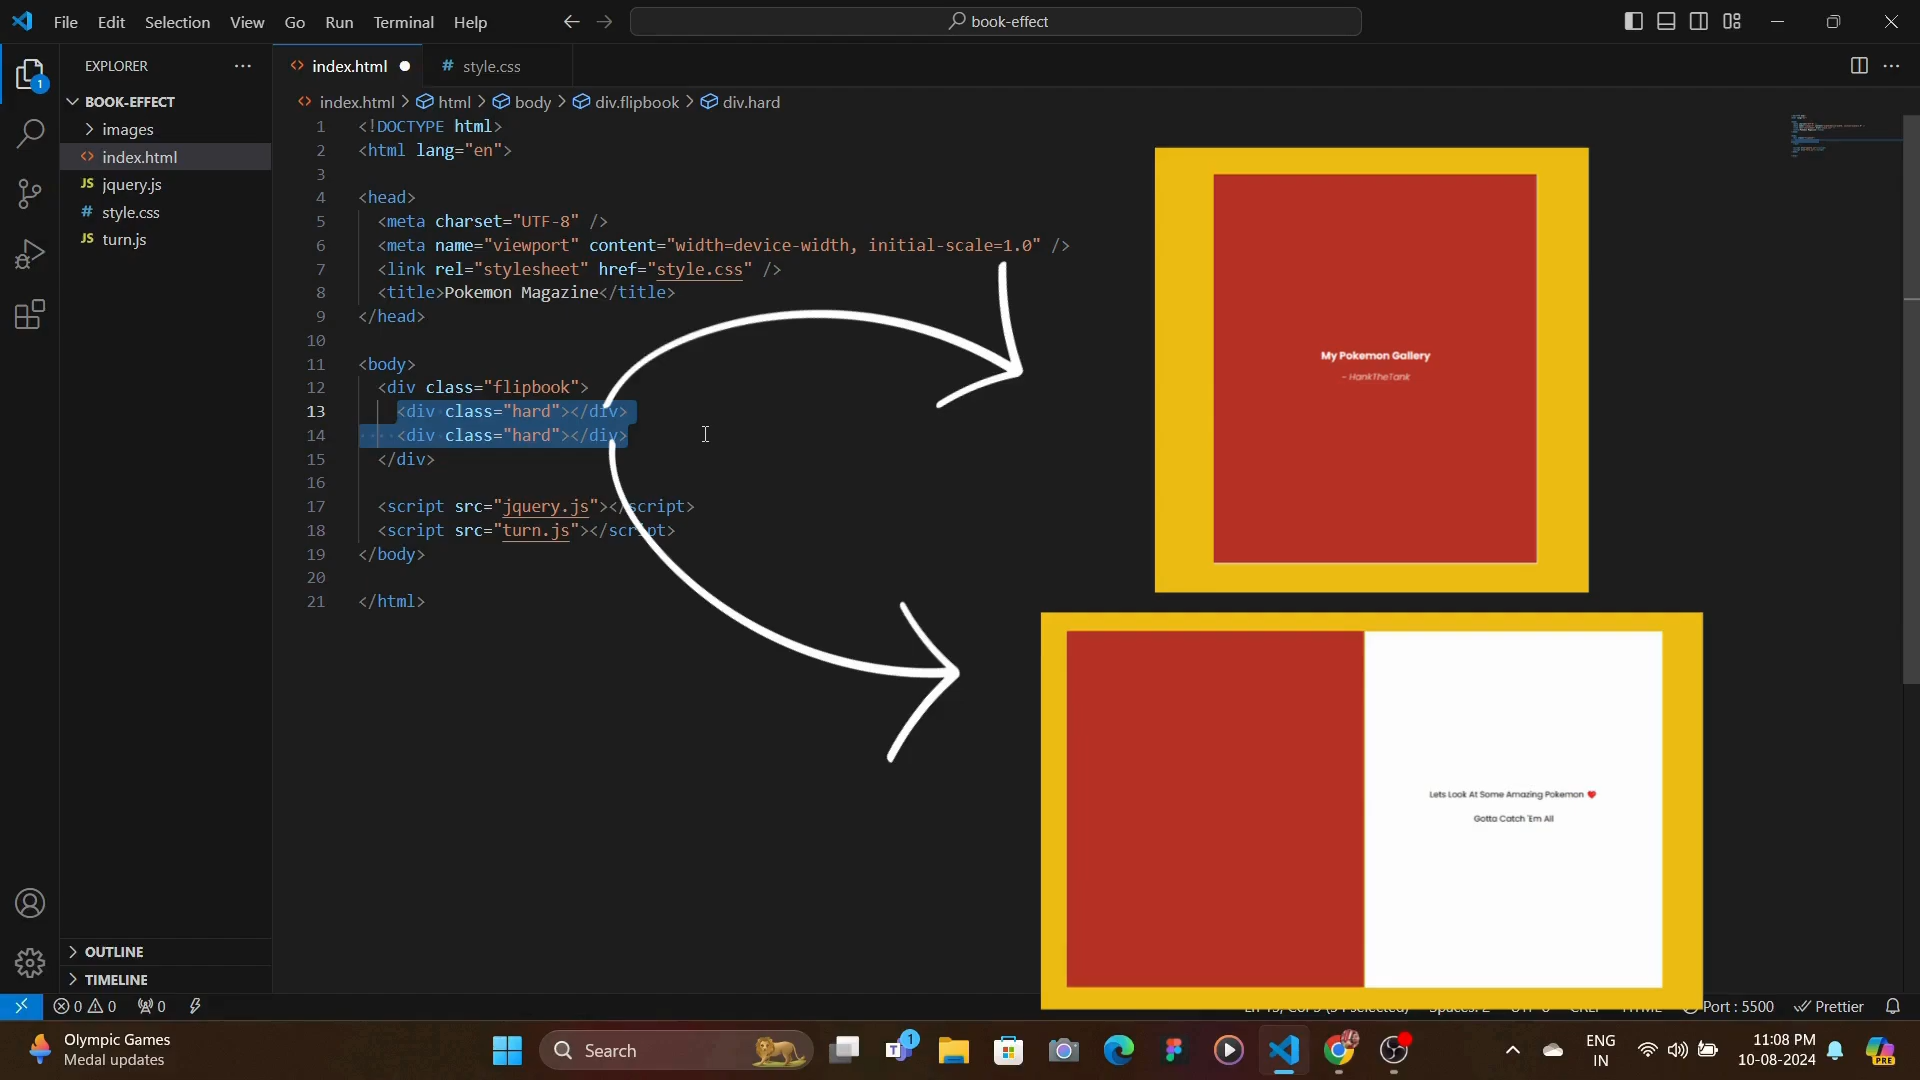 File Edit Selection View Go Run Terminal Help
book-effect
EXPLORER
BOOK-EFFECT
images
index.html
JS jquery.js
# style.css
JS turn.js
OUTLINE
TIMELINE
1
<> index.html
# style.css
<> index.html > html > body > div.flipbook > div.hard
1 <!DOCTYPE html>
2 <html lang="en">
3
4 <head>
5 <meta charset="UTF-8" />
6 <meta name="viewport" content="width=device-width, initial-scale=1.0" />
7 <link rel="stylesheet" href="style.css" />
8 <title>Pokemon Magazine</title>
9 </head>
10
11 <body>
12 <div class="flipbook">
13 <div class="hard"></div>
14 <div class="hard"></div>
15 </div>
16
17 <script src="jquery.js"></script>
18 <script src="turn.js"></script>
19 </body>
20
21 </html>
My Pokemon Gallery
- HankTheTank
Lets Look At Some Amazing Pokemon ❤️
Gotta Catch 'Em All
0 0 0
Port : 5500 Prettier
Olympic Games
Medal updates
Search
1
ENG
IN
11:08 PM
10-08-2024
PRE